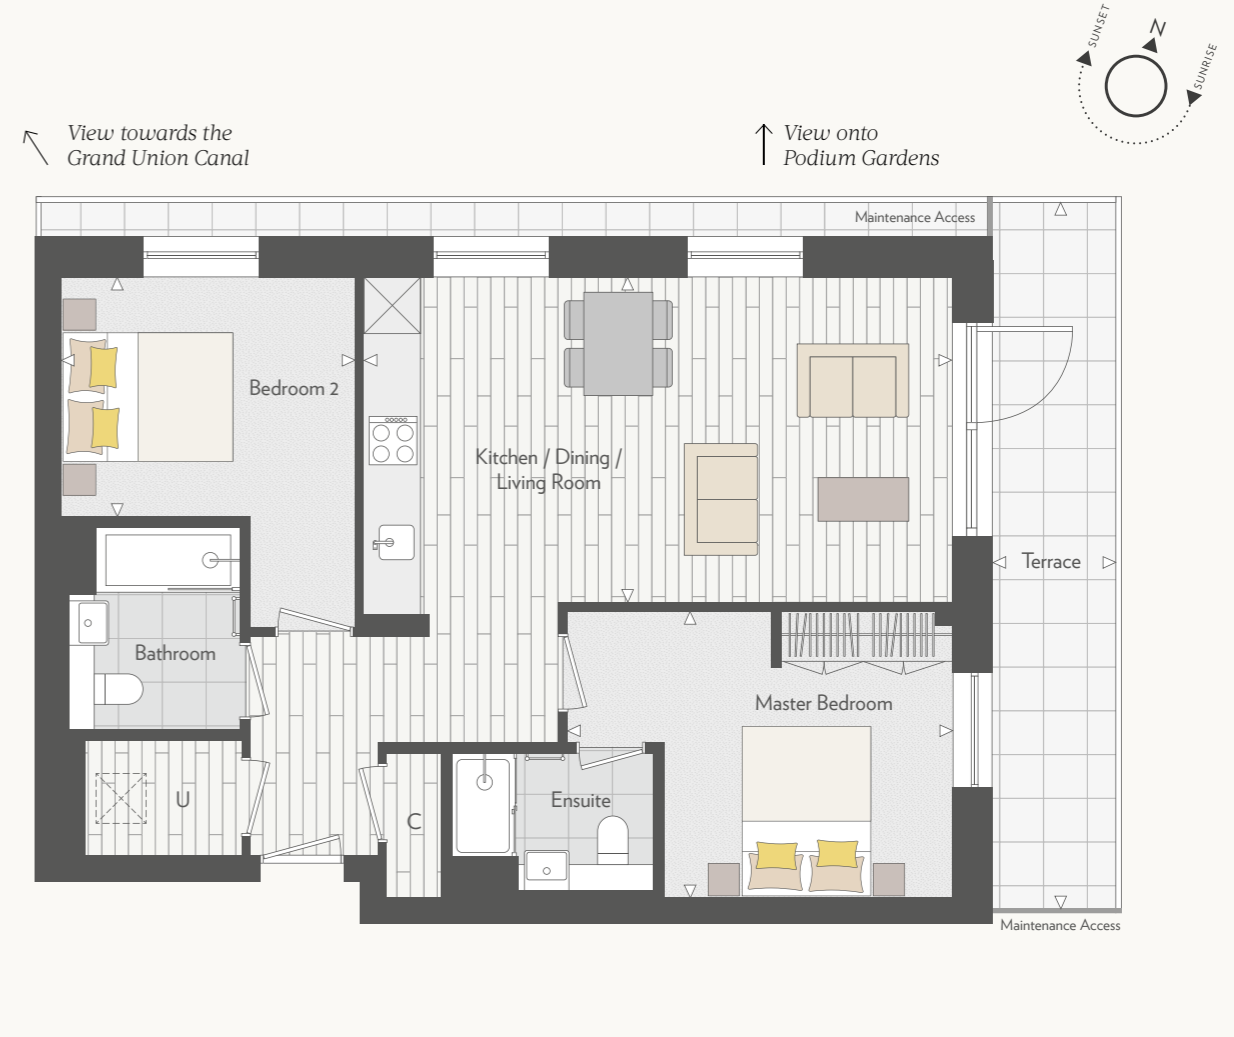 SUNSET
N
SUNRISE
View towards the
Grand Union Canal
View onto
Podium Gardens
Maintenance Access
Bedroom 2
Kitchen / Dining /
Living Room
Terrace
Bathroom
Master Bedroom
U
Ensuite
C
Maintenance Access